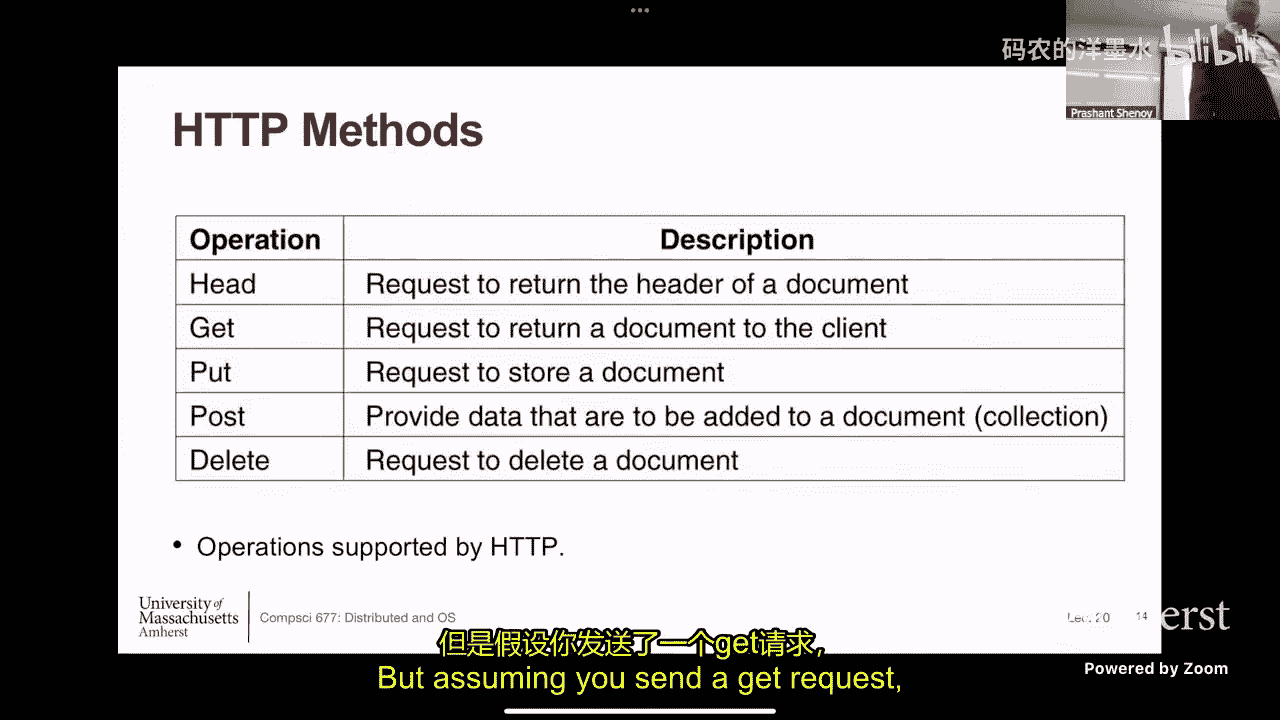 码农的洋墨水 bilibili
Prashant Shenoy
HTTP Methods
Operation Description
Head Request to return the header of a document
Get Request to return a document to the client
Put Request to store a document
Post Provide data that are to be added to a document (collection)
Delete Request to delete a document
• Operations supported by HTTP.
University of
Massachusetts
Amherst
Compsci 677: Distributed and OS
Lec. 20
14
erst
但是假设你发送了一个get请求,
But assuming you send a get request,
Powered by Zoom